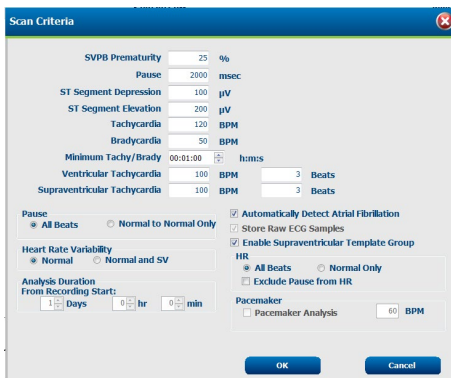 Scan Criteria
SVPB Prematurity 25 %
Pause 2000 msec
ST Segment Depression 100 µV
ST Segment Elevation 200 µV
Tachycardia 120 BPM
Bradycardia 50 BPM
Minimum Tachy/Brady 00:01:00 h:m:s
Ventricular Tachycardia 100 BPM 3 Beats
Supraventricular Tachycardia 100 BPM 3 Beats
Pause
All Beats Normal to Normal Only
Heart Rate Variability
Normal Normal and SV
Analysis Duration
From Recording Start:
1 Days 0 hr 0 min
Automatically Detect Atrial Fibrillation
Store Raw ECG Samples
Enable Supraventricular Template Group
HR
All Beats Normal Only
Exclude Pause from HR
Pacemaker
Pacemaker Analysis 60 BPM
OK Cancel